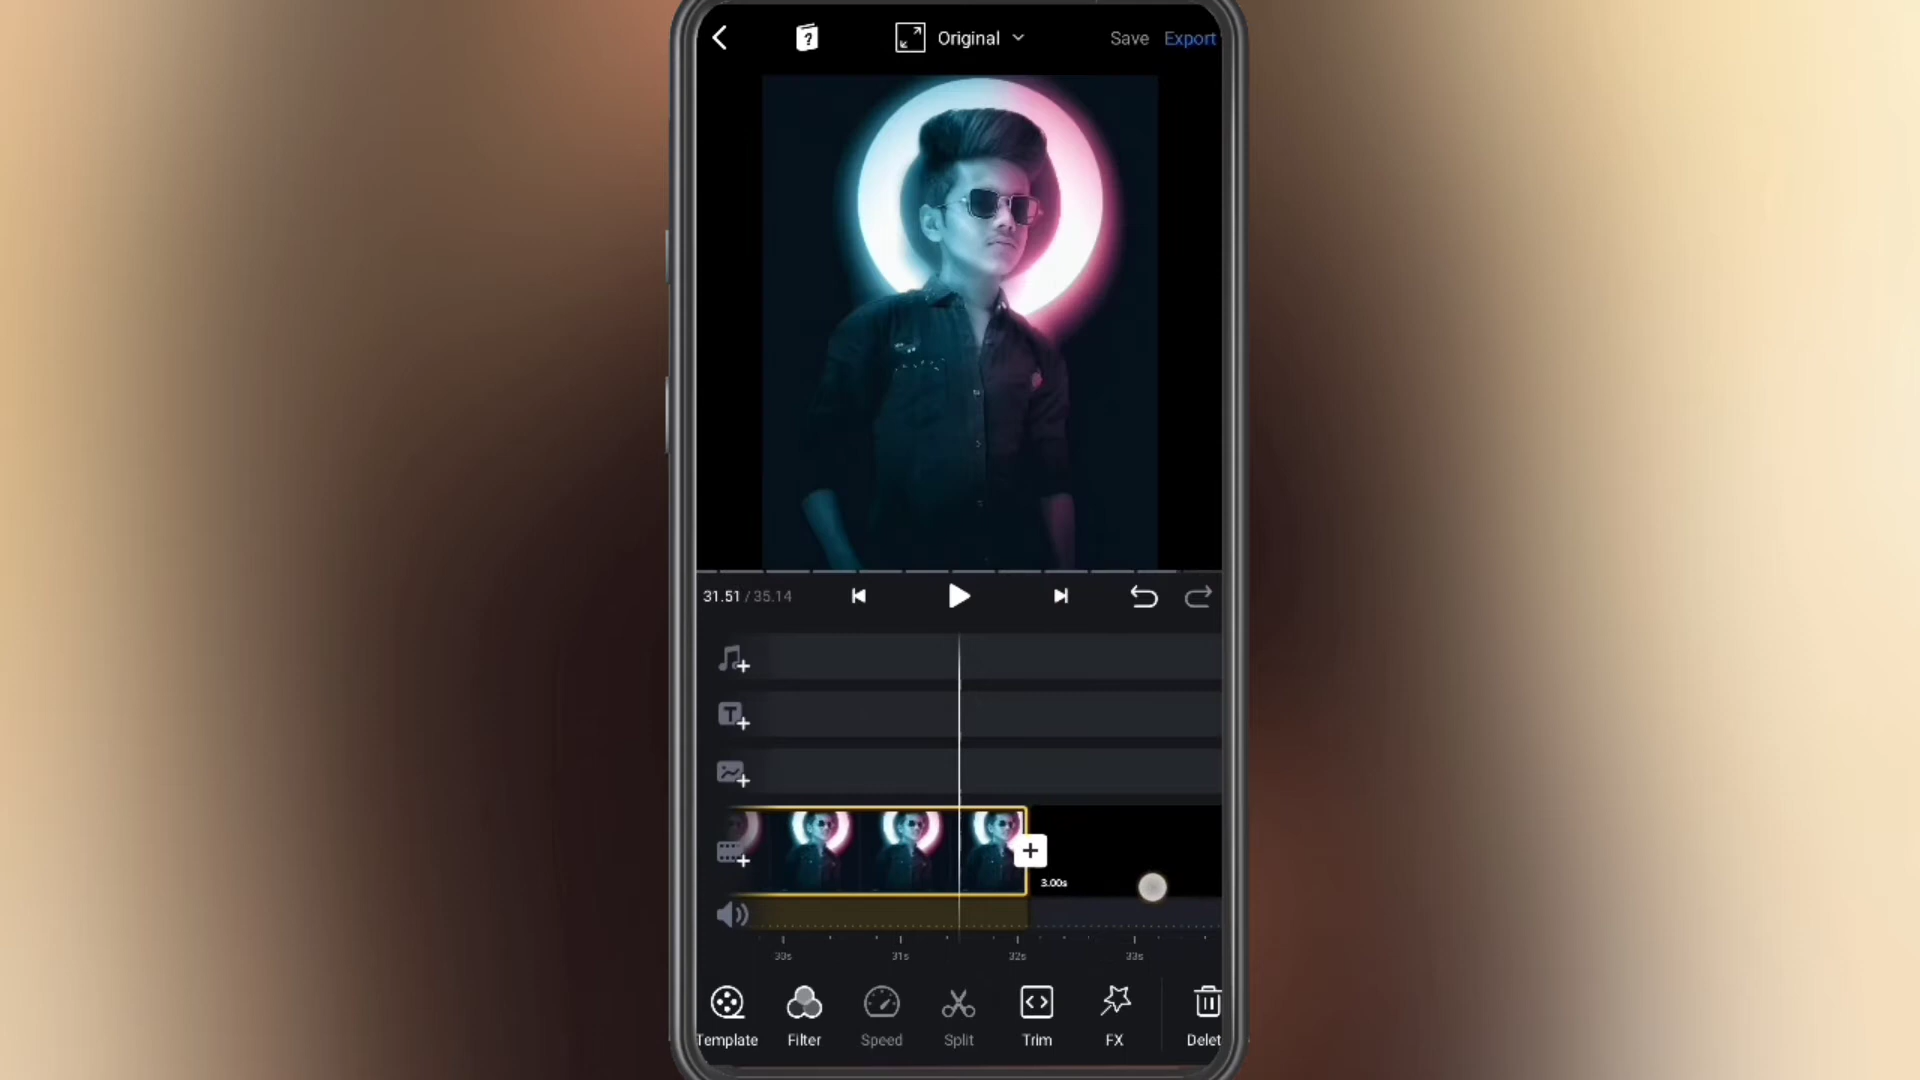 Original
Save
Export
31.51 / 35.14
3.00s
30s
31s
32s
33s
Template
Filter
Speed
Split
Trim
FX
Delet